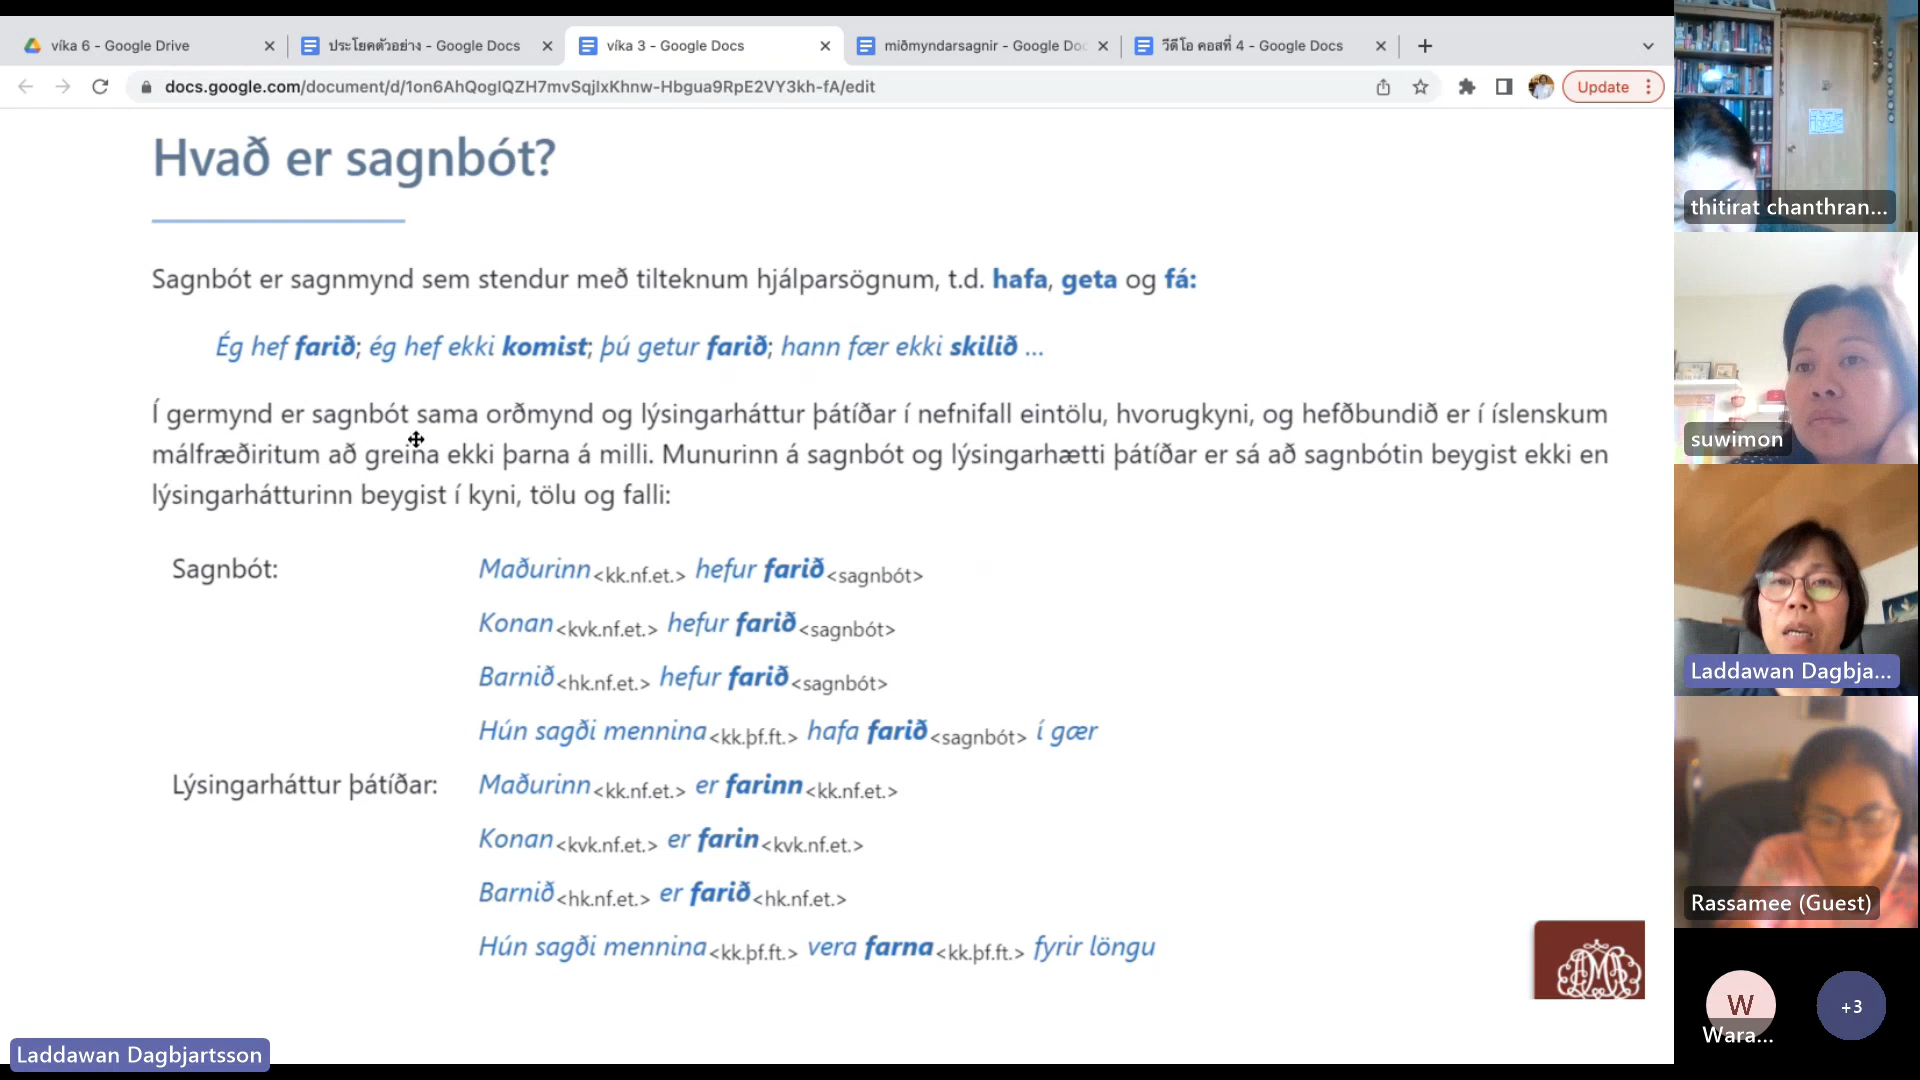 víka 6 - Google Drive
ประโยคตัวอย่าง - Google Docs
víka 3 - Google Docs
miðmyndarsagnir - Google Doc
วีดีโอ คอสที่ 4 - Google Docs
docs.google.com/document/d/1on6AhQogIQZH7mvSqjlxKhnw-Hbgua9RpE2VY3kh-fA/edit
Update
Hvað er sagnbót?
Sagnbót er sagnmynd sem stendur með tilteknum hjálparsögnum, t.d. hafa, geta og fá:
Ég hef farið; ég hef ekki komist; þú getur farið; hann fær ekki skilið ...
Í germynd er sagnbót sama orðmynd og lýsingarháttur þátíðar í nefnifall eintölu, hvorugkyni, og hefðbundið er í íslenskum
málfræðiritum að greina ekki þarna á milli. Munurinn á sagnbót og lýsingarhætti þátíðar er sá að sagnbótin beygist ekki en
lýsingarhátturinn beygist í kyni, tölu og falli:
Sagnbót: Maðurinn<kk.nf.et.> hefur farið<sagnbót>
Konan<kvk.nf.et.> hefur farið<sagnbót>
Barnið<hk.nf.et.> hefur farið<sagnbót>
Hún sagði mennina<kk.þf.ft.> hafa farið<sagnbót> í gær
Lýsingarháttur þátíðar: Maðurinn<kk.nf.et.> er farinn<kk.nf.et.>
Konan<kvk.nf.et.> er farin<kvk.nf.et.>
Barnið<hk.nf.et.> er farið<hk.nf.et.>
Hún sagði mennina<kk.þf.ft.> vera farna<kk.þf.ft.> fyrir löngu
Laddawan Dagbjartsson
thitirat chanthran...
suwimon
Laddawan Dagbja...
Rassamee (Guest)
W
Wara...
+3